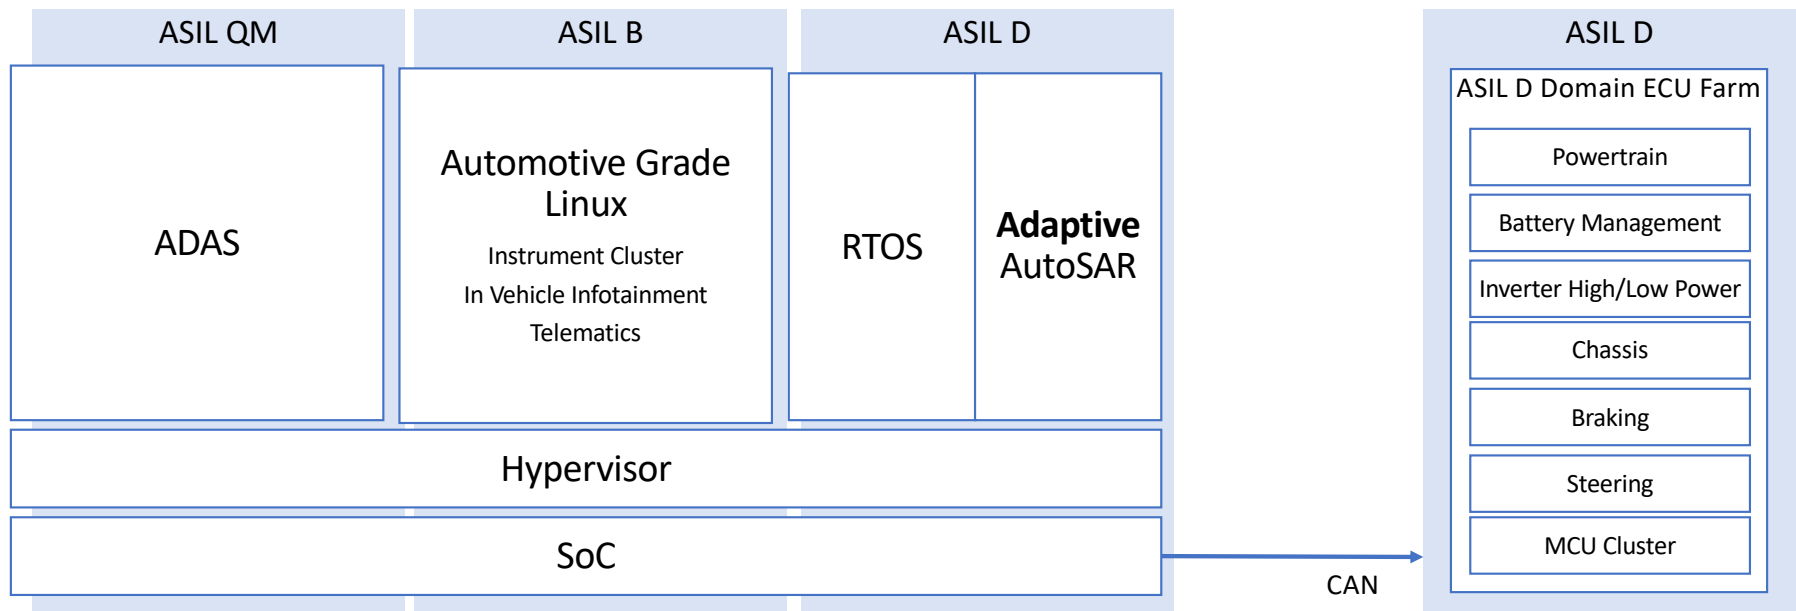 ASIL QM
ASIL B
ASIL D
ASIL D
ADAS
Automotive Grade
Linux
Instrument Cluster
In Vehicle Infotainment
Telematics
RTOS
Adaptive
AutoSAR
Hypervisor
SoC
CAN
ASIL D Domain ECU Farm
Powertrain
Battery Management
Inverter High/Low Power
Chassis
Braking
Steering
MCU Cluster